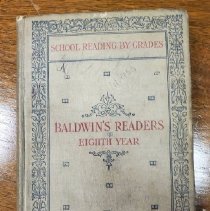 SCHOOL READING BY GRADES
BALDWIN'S READERS
EIGHTH YEAR